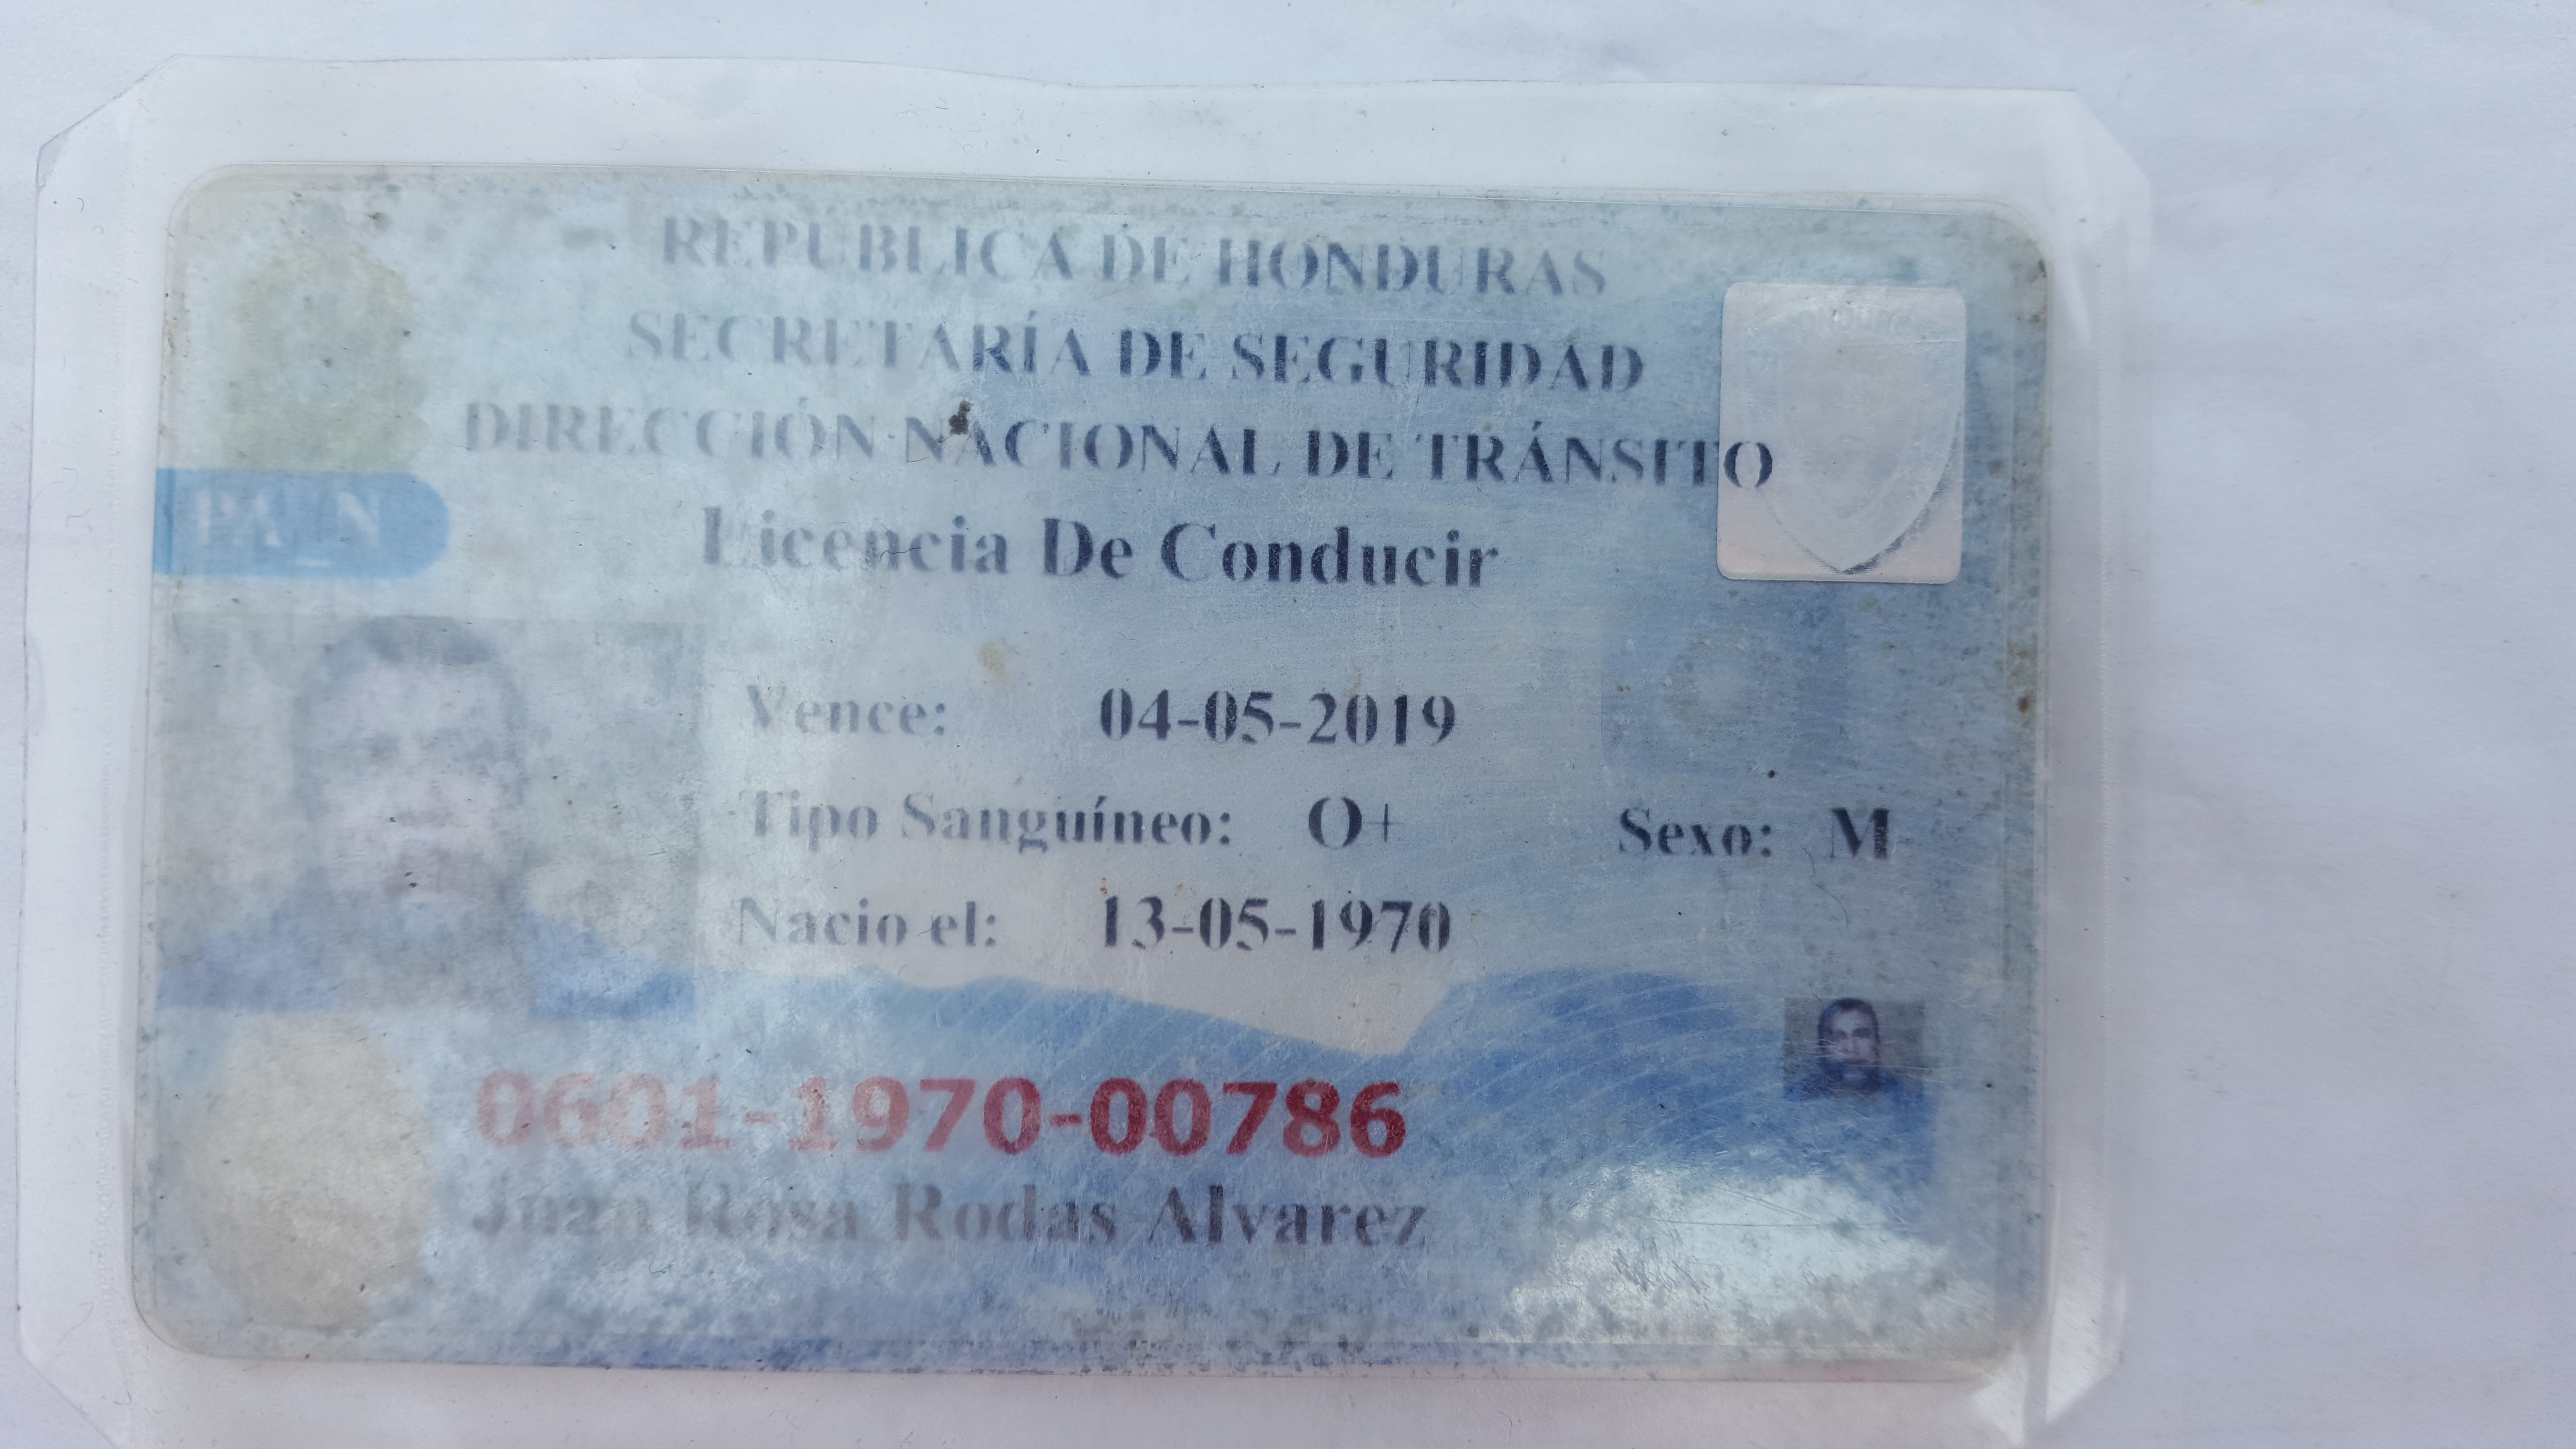 REPUBLICA DE HONDURAS
SECRETARÍA DE SEGURIDAD
DIRECCIÓN NACIONAL DE TRÁNSITO
Licencia De Conducir
Vence: 04-05-2019
Tipo Sanguíneo: O+ Sexo: M
Nacio el: 13-05-1970
0601-1970-00786
Juan Rosa Rodas Alvarez